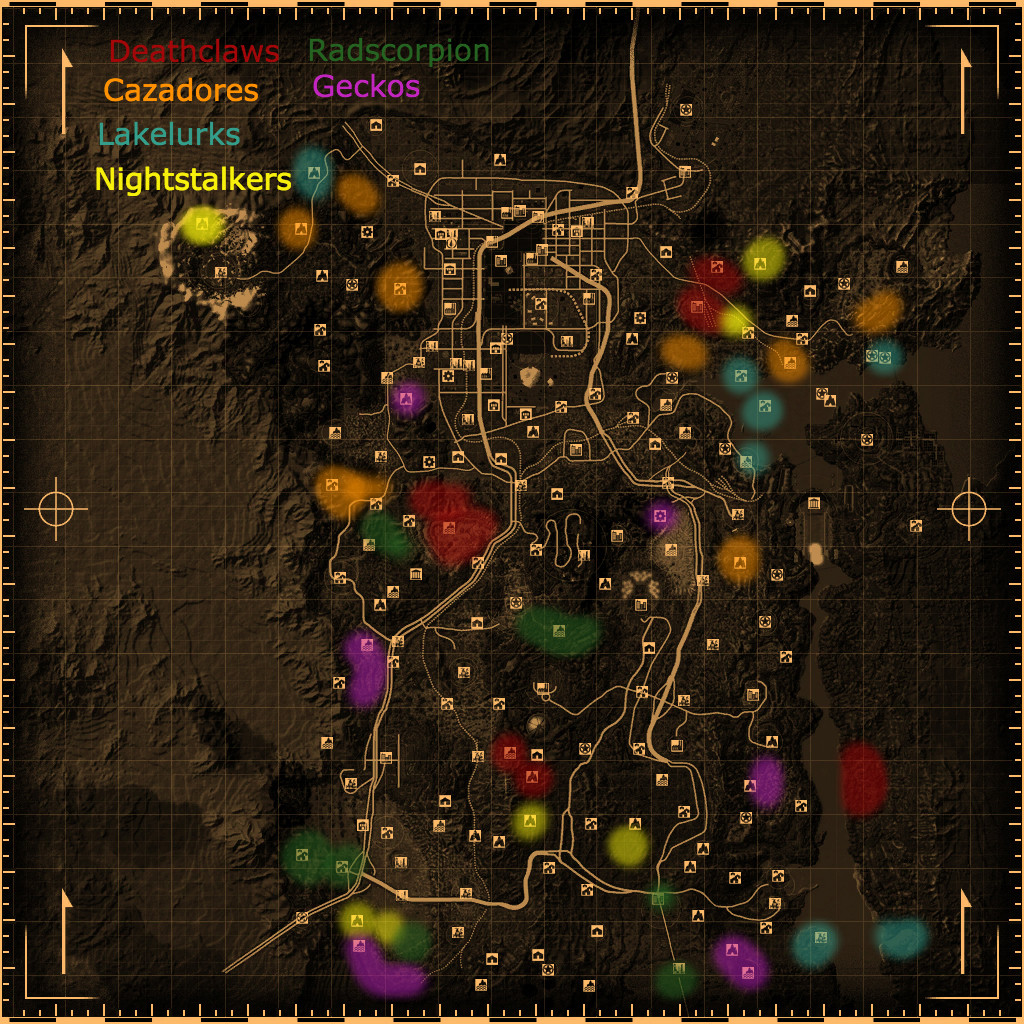 Deathclaws Radscorpion
Cazadores Geckos
Lakelurks
Nightstalkers